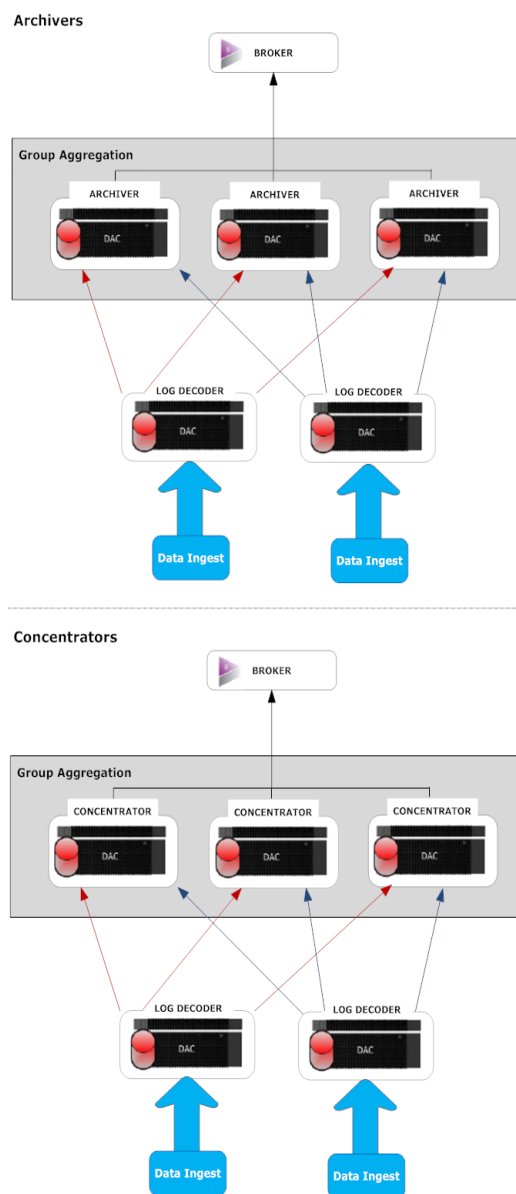 Archivers
BROKER
Group Aggregation
ARCHIVER
ARCHIVER
ARCHIVER
DAC
DAC
DAC
LOG DECODER
LOG DECODER
DAC
DAC
Data Ingest
Data Ingest
Concentrators
BROKER
Group Aggregation
CONCENTRATOR
CONCENTRATOR
CONCENTRATOR
DAC
DAC
DAC
LOG DECODER
LOG DECODER
DAC
DAC
Data Ingest
Data Ingest